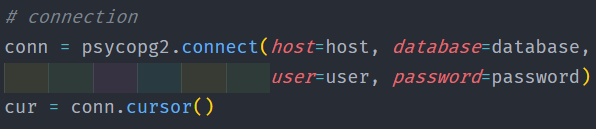 # connection
conn = psycopg2.connect(host=host, database=database,
                        user=user, password=password)
cur = conn.cursor()